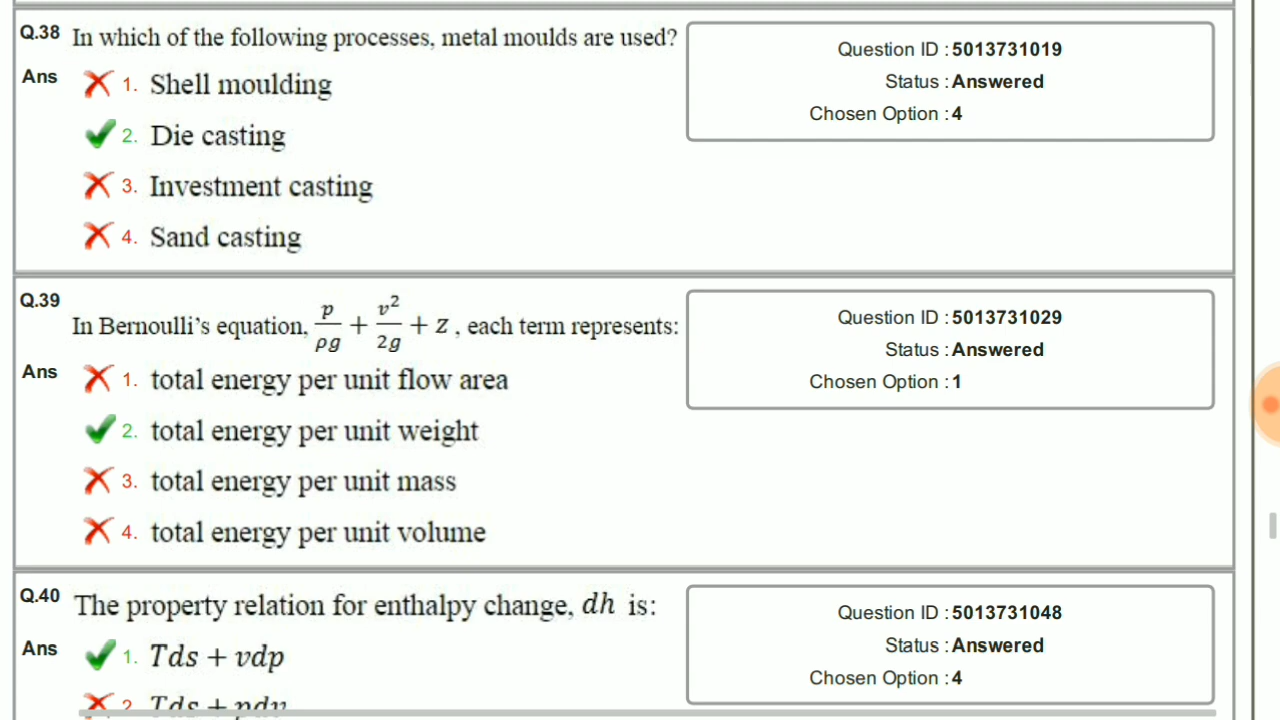 Q.38 In which of the following processes, metal moulds are used?
Question ID : 5013731019
Status : Answered
Chosen Option : 4
Ans 1. Shell moulding
2. Die casting
3. Investment casting
4. Sand casting
Q.39 In Bernoulli's equation, p/ρg + v²/2g + z , each term represents:
Question ID : 5013731029
Status : Answered
Chosen Option : 1
Ans 1. total energy per unit flow area
2. total energy per unit weight
3. total energy per unit mass
4. total energy per unit volume
Q.40 The property relation for enthalpy change, dh is:
Question ID : 5013731048
Status : Answered
Chosen Option : 4
Ans 1. Tds + vdp
2. Tds + pdv